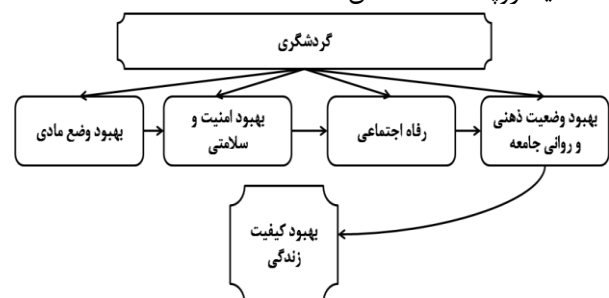 گردشگری
بهبود وضعیت ذهنی
و روانی جامعه
رفاه اجتماعی
بهبود امنیت و
سلامتی
بهبود وضع مادی
بهبود کیفیت
زندگی